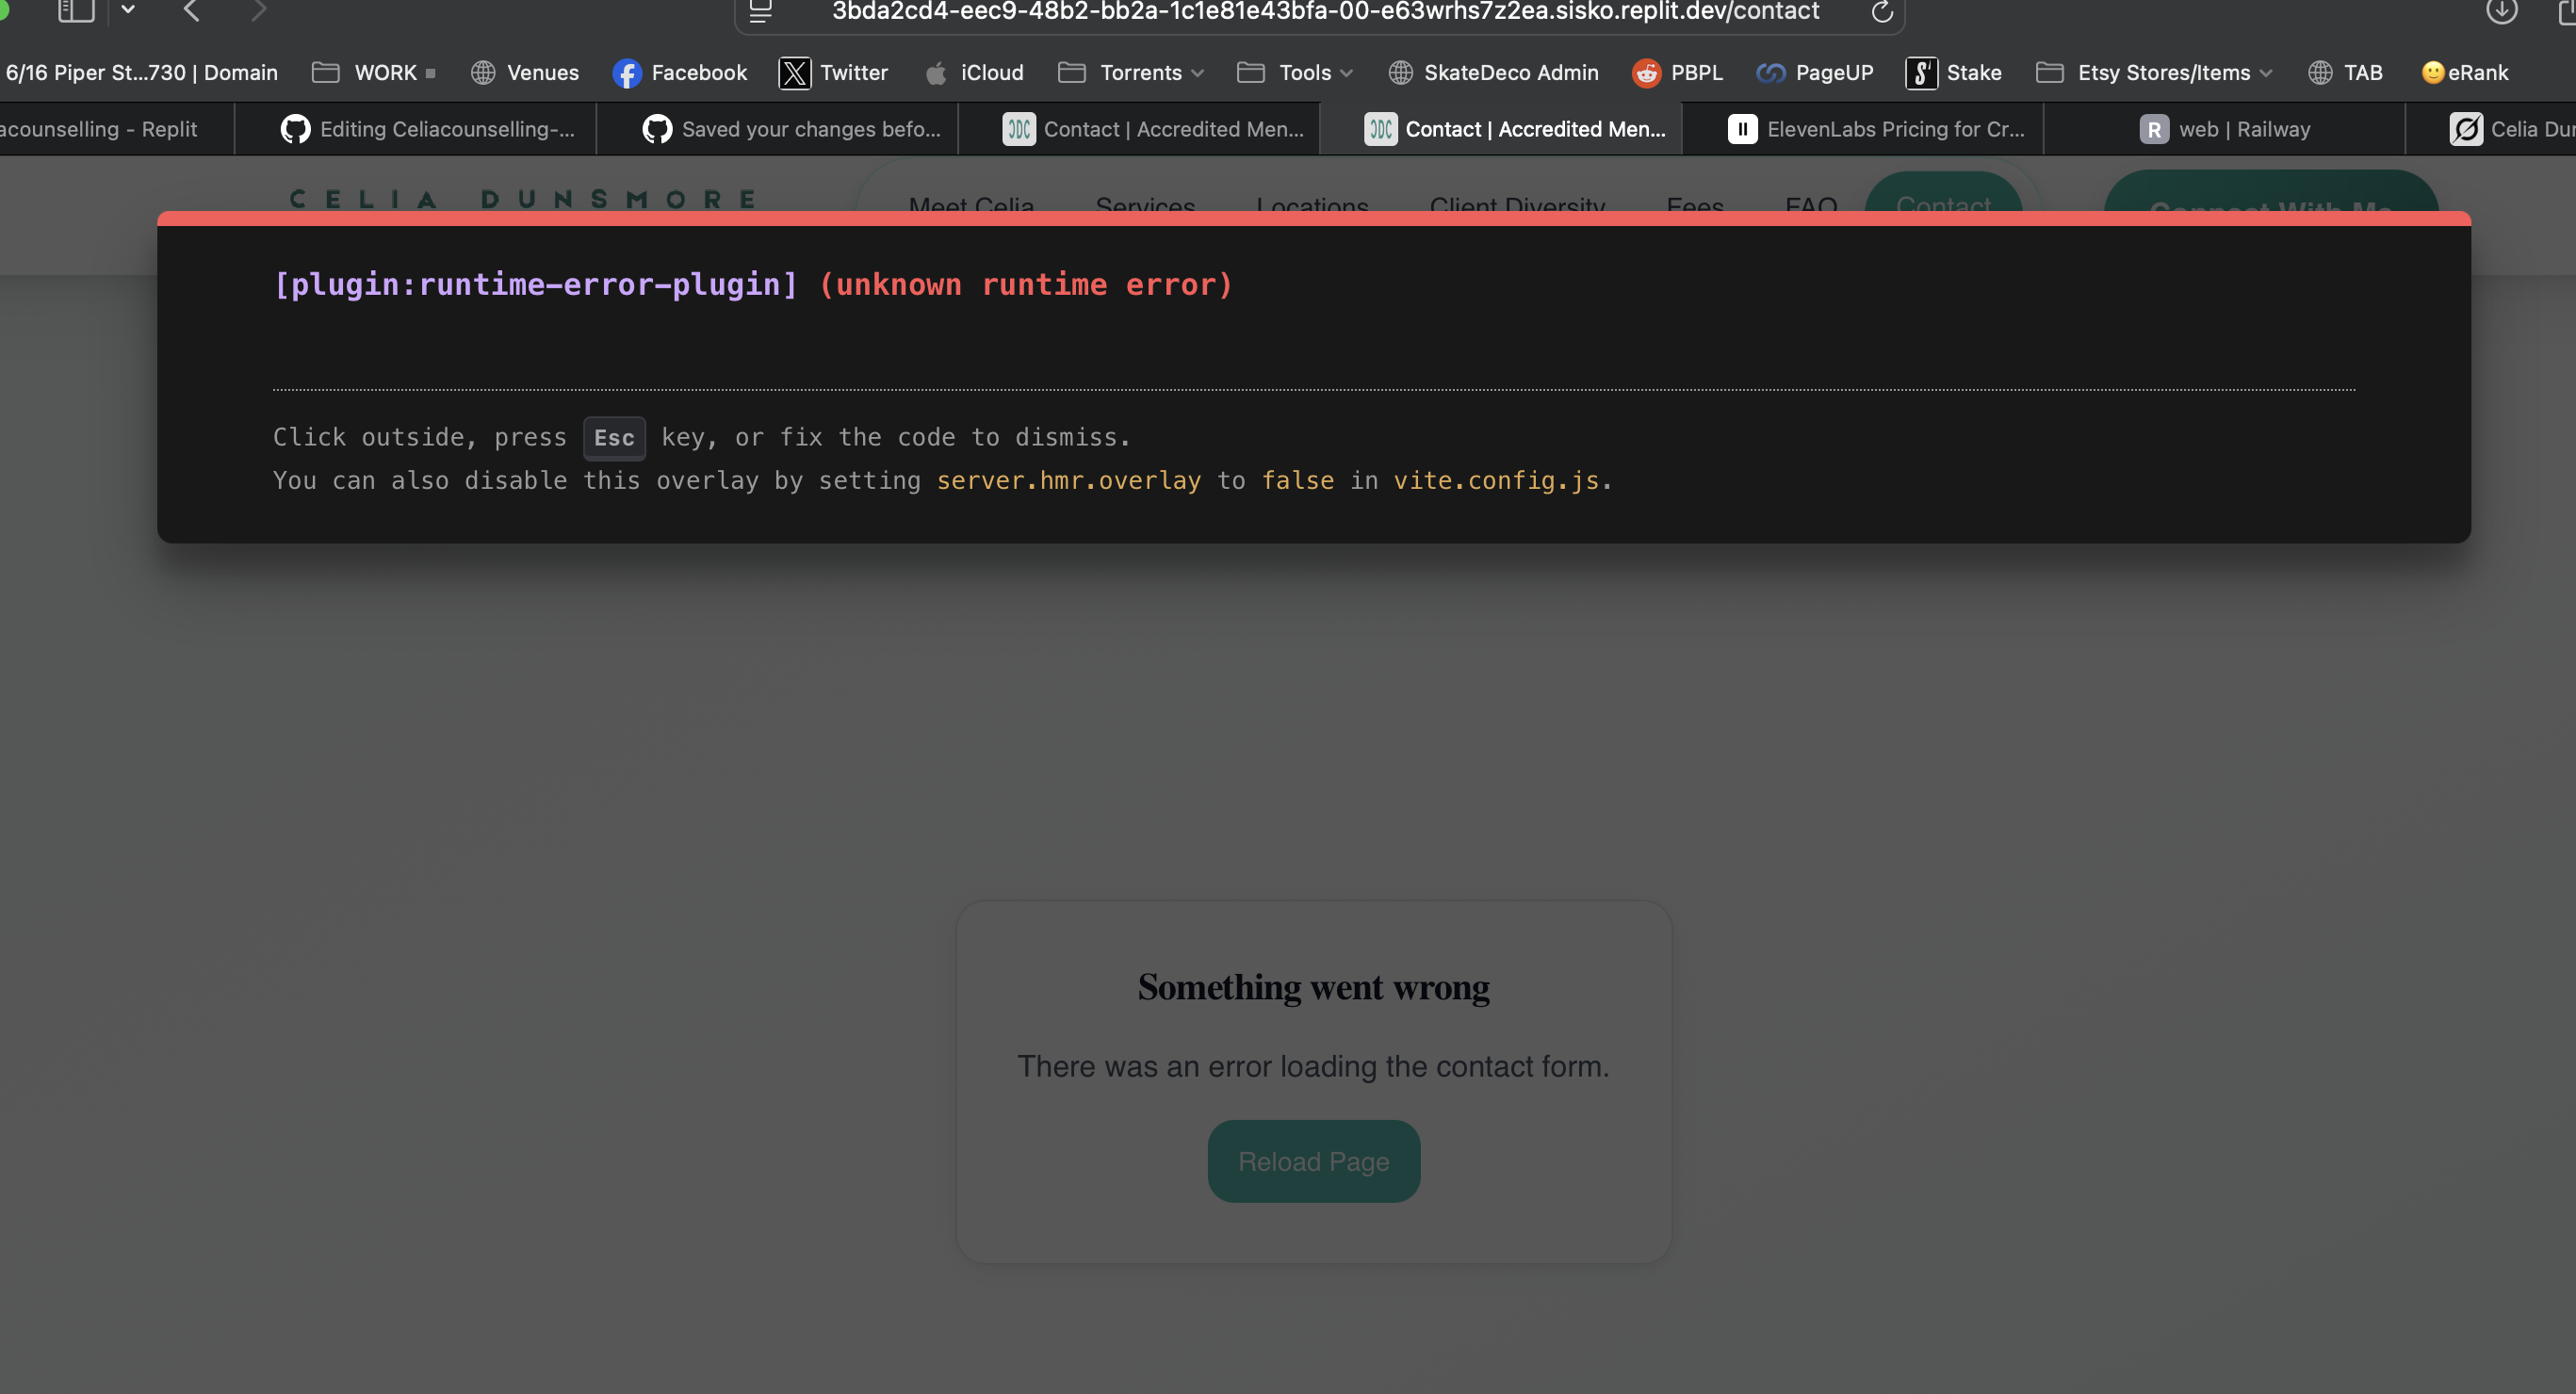 3bda2cd4-eec9-48b2-bb2a-1c1e81e43bfa-00-e63wrhs7z2ea.sisko.replit.dev/contact
6/16 Piper St...730 | Domain WORK Venues Facebook Twitter iCloud Torrents Tools SkateDeco Admin PBPL PageUP Stake Etsy Stores/Items TAB eRank
acounselling - Replit Editing Celiacounselling-... Saved your changes befo... Contact | Accredited Men... Contact | Accredited Men... ElevenLabs Pricing for Cr... R web | Railway Celia Dun
CELIA DUNSMORE Meet Celia Services Locations Client Diversity Fees FAQ Contact Connect With Me
[plugin:runtime-error-plugin] (unknown runtime error)
Click outside, press Esc key, or fix the code to dismiss.
You can also disable this overlay by setting server.hmr.overlay to false in vite.config.js.
Something went wrong
There was an error loading the contact form.
Reload Page